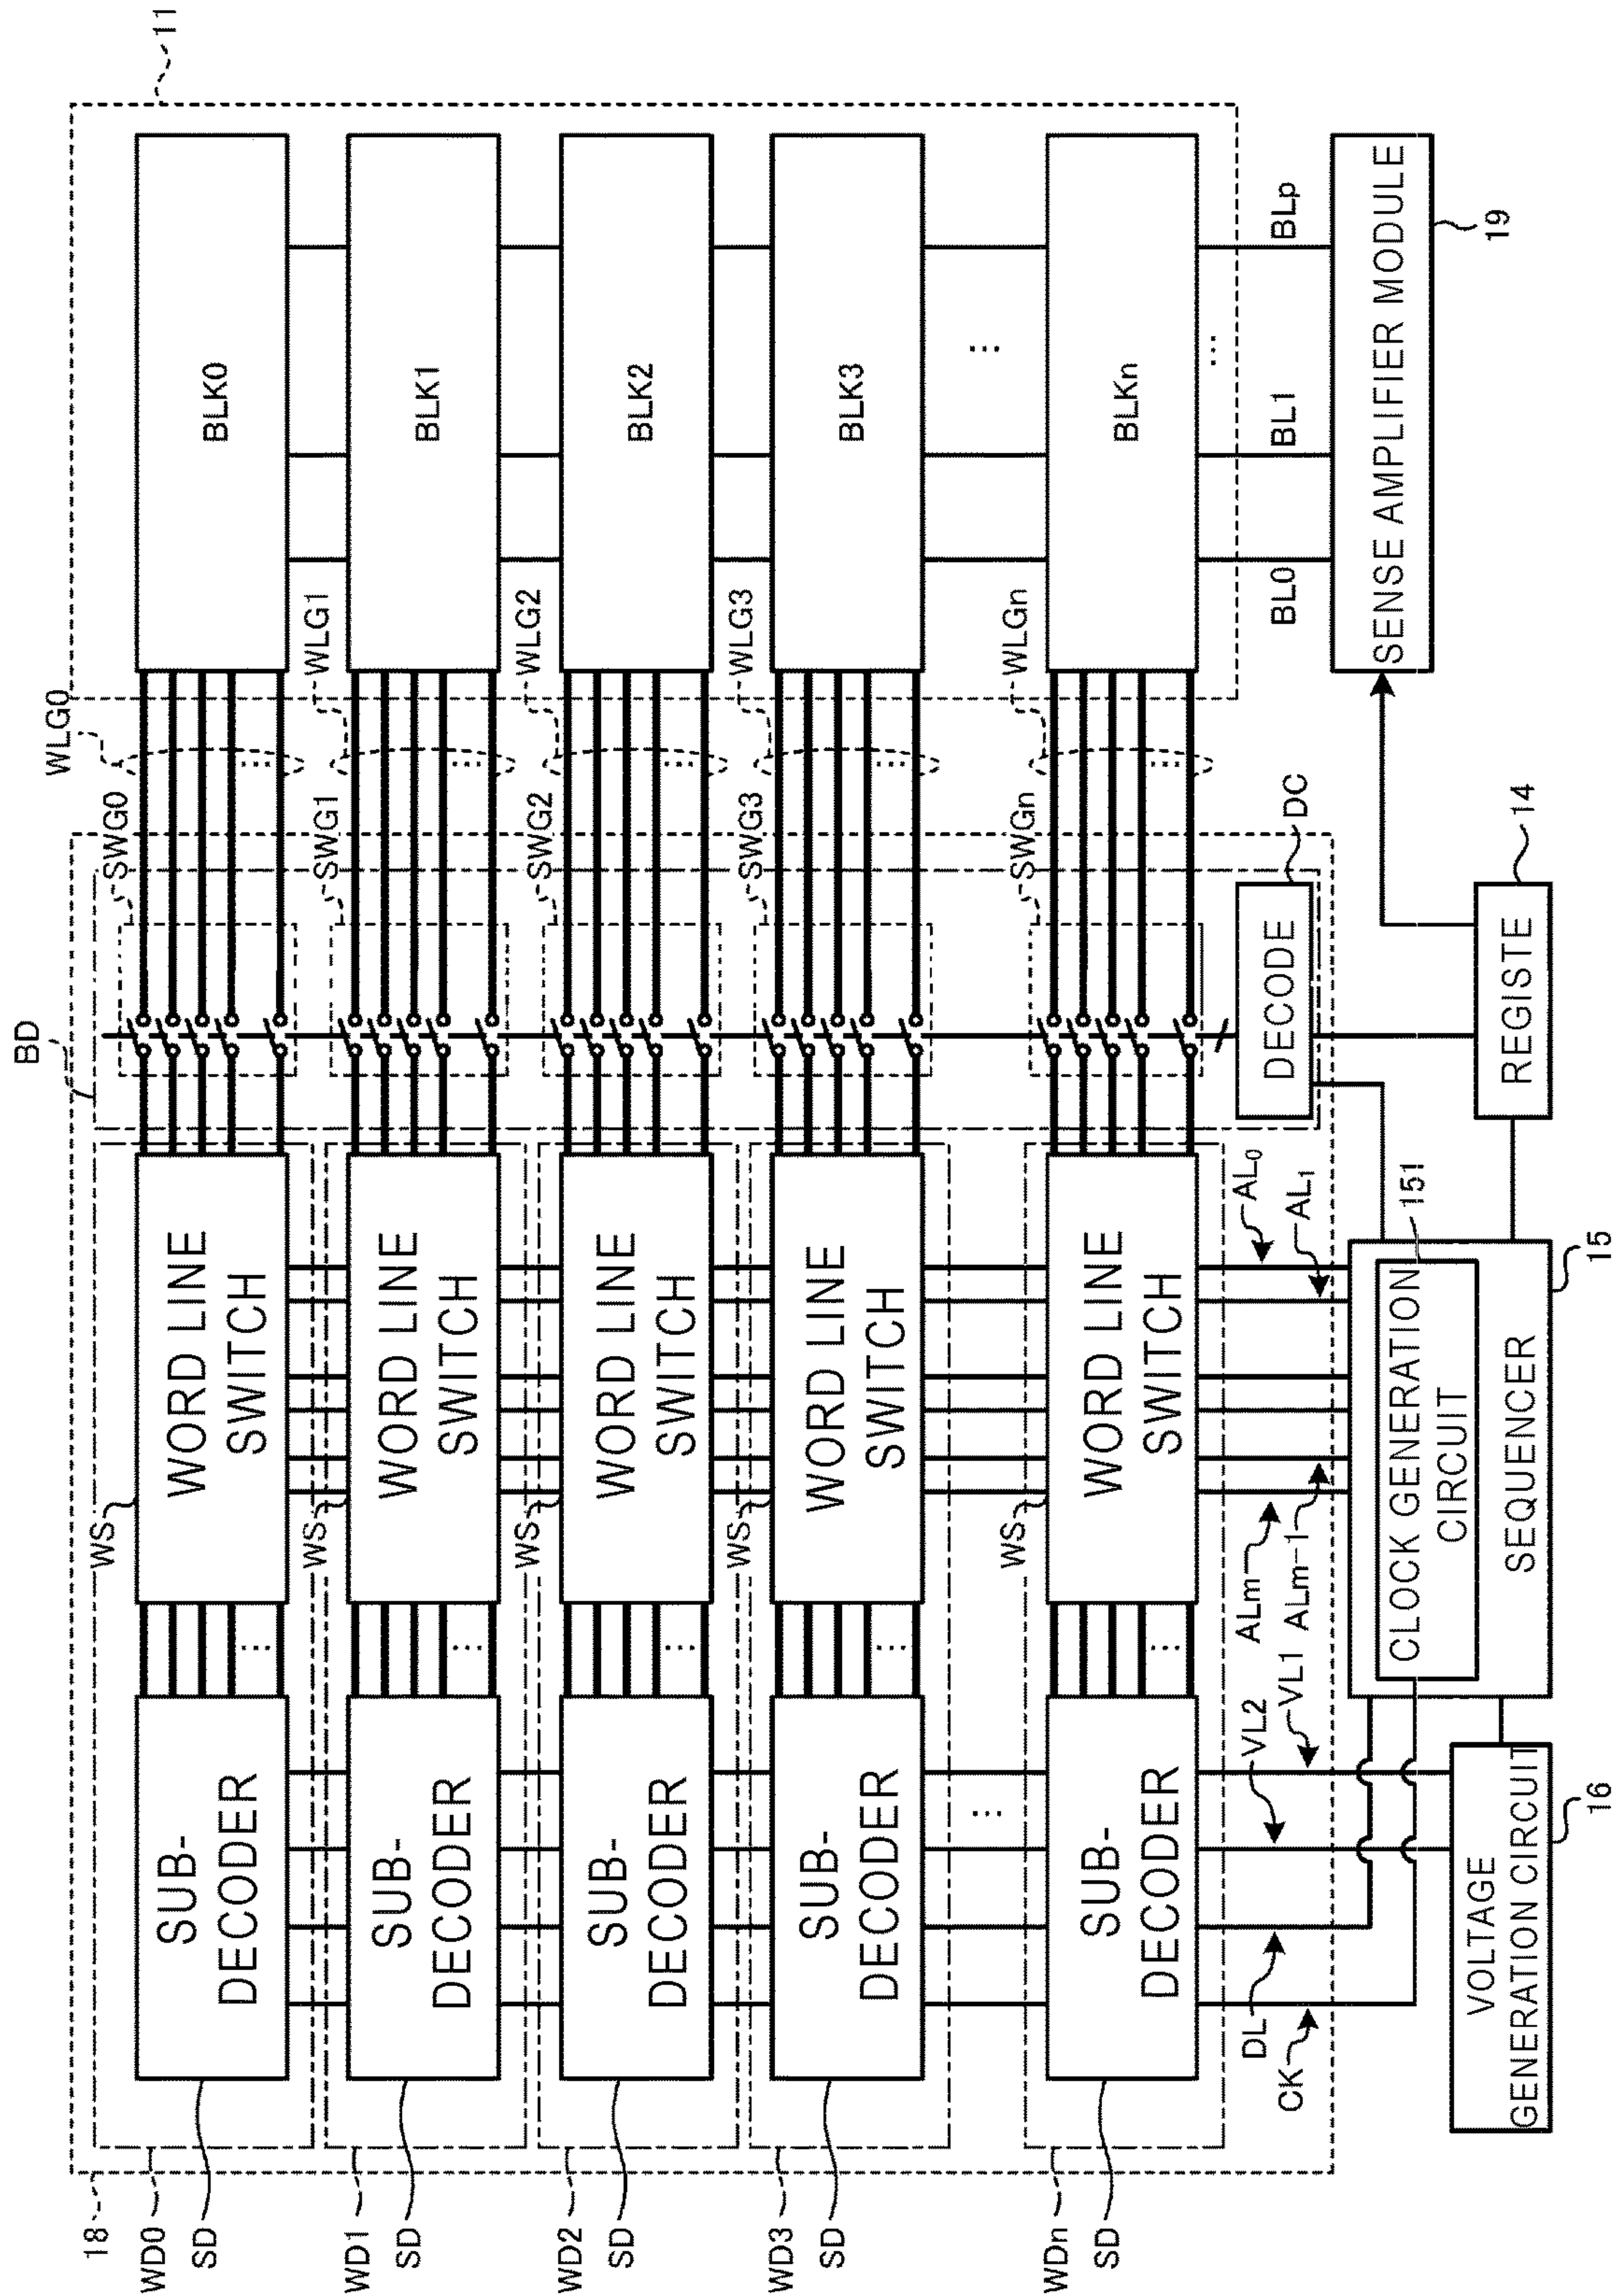 11
BLK0
BLK1
BLK2
BLK3
...
BLKn
...
BL0
BL1
BLp
SENSE AMPLIFIER MODULE
19
WLG0
WLG1
WLG2
WLG3
WLGn
...
...
...
...
...
SWG0
SWG1
SWG2
SWG3
SWGn
BD
DECODE
DC
REGISTE
14
WORD LINE
SWITCH
WORD LINE
SWITCH
WORD LINE
SWITCH
WORD LINE
SWITCH
WORD LINE
SWITCH
WS
WS
WS
WS
WS
AL0
AL1
ALm
ALm-1
151
CLOCK GENERATION
CIRCUIT
SEQUENCER
15
...
...
...
...
...
SUB-
DECODER
SUB-
DECODER
SUB-
DECODER
SUB-
DECODER
...
SUB-
DECODER
VL2
VL1
DL
CK
VOLTAGE
GENERATION CIRCUIT
16
18
WD0
SD
WD1
SD
WD2
SD
WD3
SD
WDn
SD